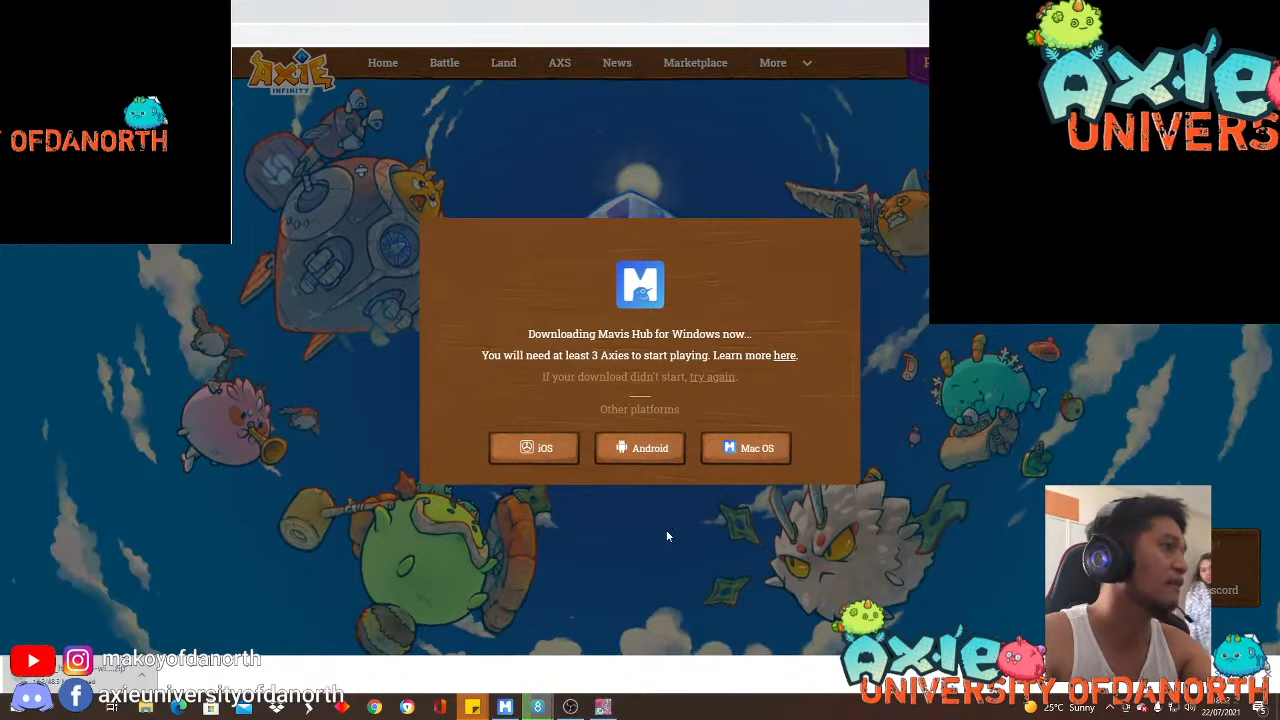 AXIE
INFINITY
Home
Battle
Land
AXS
News
Marketplace
More
OFDANORTH
Axie
UNIVERS
M
Downloading Mavis Hub for Windows now...
You will need at least 3 Axies to start playing. Learn more here.
If your download didn't start, try again.
Other platforms
iOS
Android
M Mac OS
scord
makoyofdanorth
axieuniversityofdanorth
Axie
UNIVERSITY OFDANORTH
25°C Sunny
22/07/2021